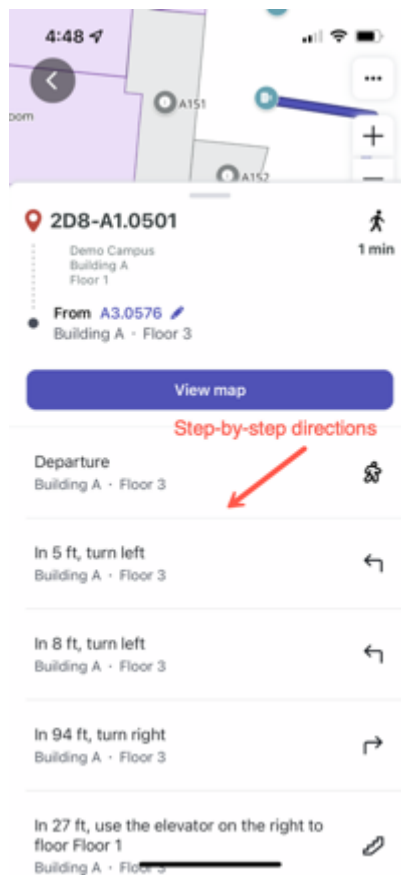 4:48
oom
A151
A152
2D8-A1.0501
1 min
Demo Campus
Building A
Floor 1
From A3.0576
Building A · Floor 3
View map
Step-by-step directions
Departure
Building A · Floor 3
In 5 ft, turn left
Building A · Floor 3
In 8 ft, turn left
Building A · Floor 3
In 94 ft, turn right
Building A · Floor 3
In 27 ft, use the elevator on the right to
floor Floor 1
Building A · Floor 3